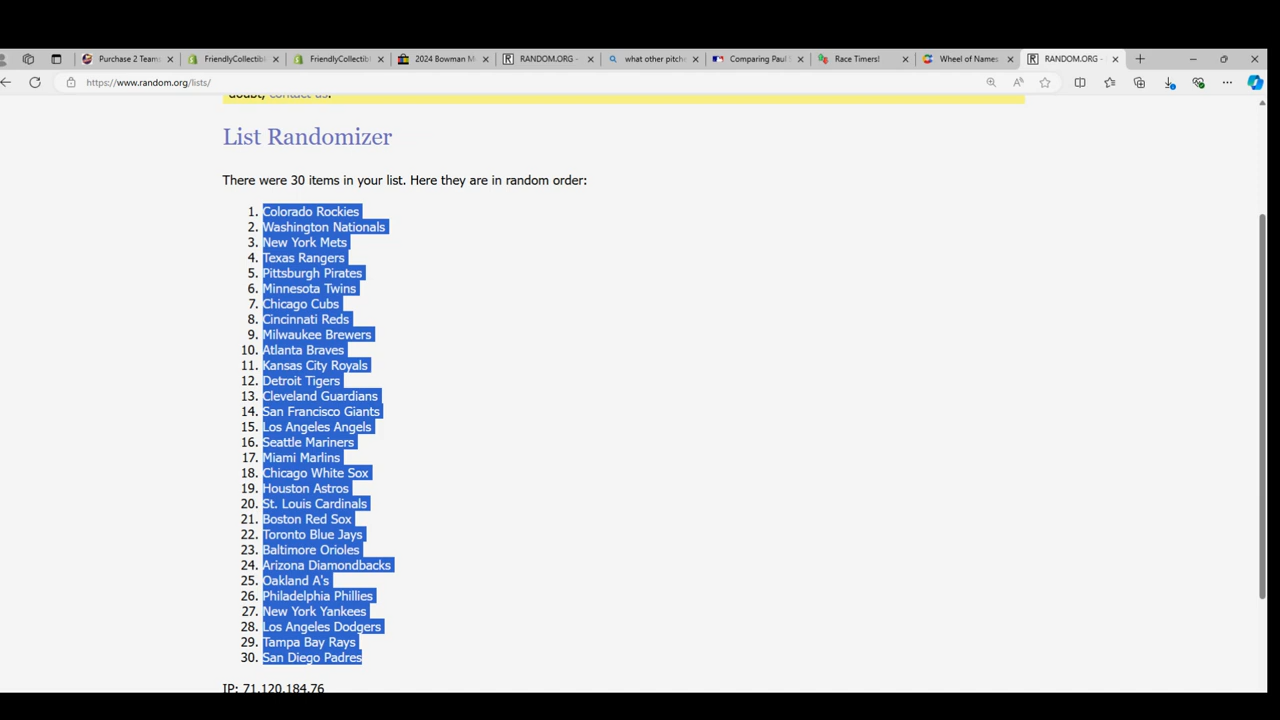 Purchase 2 Teams
FriendlyCollectibl
FriendlyCollectibl
2024 Bowman M
RANDOM.ORG -
what other pitch
Comparing Paul
Race Timers!
Wheel of Names
RANDOM.ORG -
https://www.random.org/lists/
doubt, contact us.
List Randomizer
There were 30 items in your list. Here they are in random order:
1. Colorado Rockies
2. Washington Nationals
3. New York Mets
4. Texas Rangers
5. Pittsburgh Pirates
6. Minnesota Twins
7. Chicago Cubs
8. Cincinnati Reds
9. Milwaukee Brewers
10. Atlanta Braves
11. Kansas City Royals
12. Detroit Tigers
13. Cleveland Guardians
14. San Francisco Giants
15. Los Angeles Angels
16. Seattle Mariners
17. Miami Marlins
18. Chicago White Sox
19. Houston Astros
20. St. Louis Cardinals
21. Boston Red Sox
22. Toronto Blue Jays
23. Baltimore Orioles
24. Arizona Diamondbacks
25. Oakland A's
26. Philadelphia Phillies
27. New York Yankees
28. Los Angeles Dodgers
29. Tampa Bay Rays
30. San Diego Padres
IP: 71.120.184.76